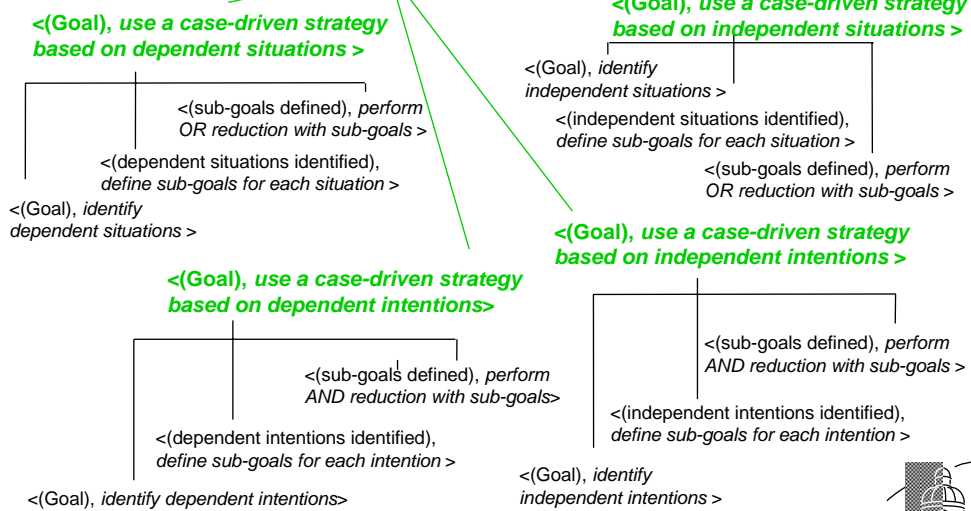 <(Goal), use a case-driven strategy
based on dependent situations >
<(sub-goals defined), perform
OR reduction with sub-goals >
<(dependent situations identified),
define sub-goals for each situation >
<(Goal), identify
dependent situations >
<(Goal), use a case-driven strategy
based on independent situations >
<(Goal), identify
independent situations >
<(independent situations identified),
define sub-goals for each situation >
<(sub-goals defined), perform
OR reduction with sub-goals >
<(Goal), use a case-driven strategy
based on dependent intentions>
<(sub-goals defined), perform
AND reduction with sub-goals>
<(dependent intentions identified),
define sub-goals for each intention >
<(Goal), identify dependent intentions>
<(Goal), use a case-driven strategy
based on independent intentions >
<(sub-goals defined), perform
AND reduction with sub-goals >
<(independent intentions identified),
define sub-goals for each intention >
<(Goal), identify
independent intentions >